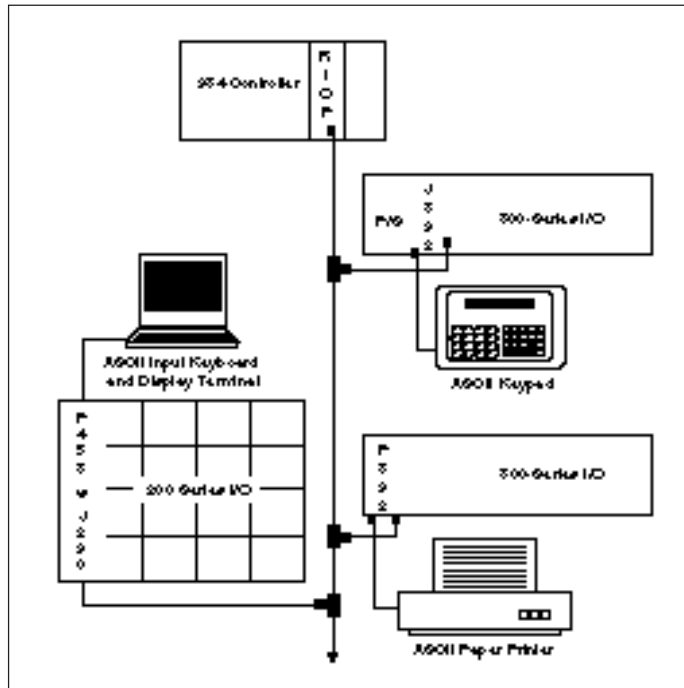 984 Controller
RIOP
J892
P/S
800-Series I/O
ASCII Input Keyboard
and Display Terminal
ASCII Keypad
200 Series I/O
P892
800-Series I/O
ASCII Paper Printer